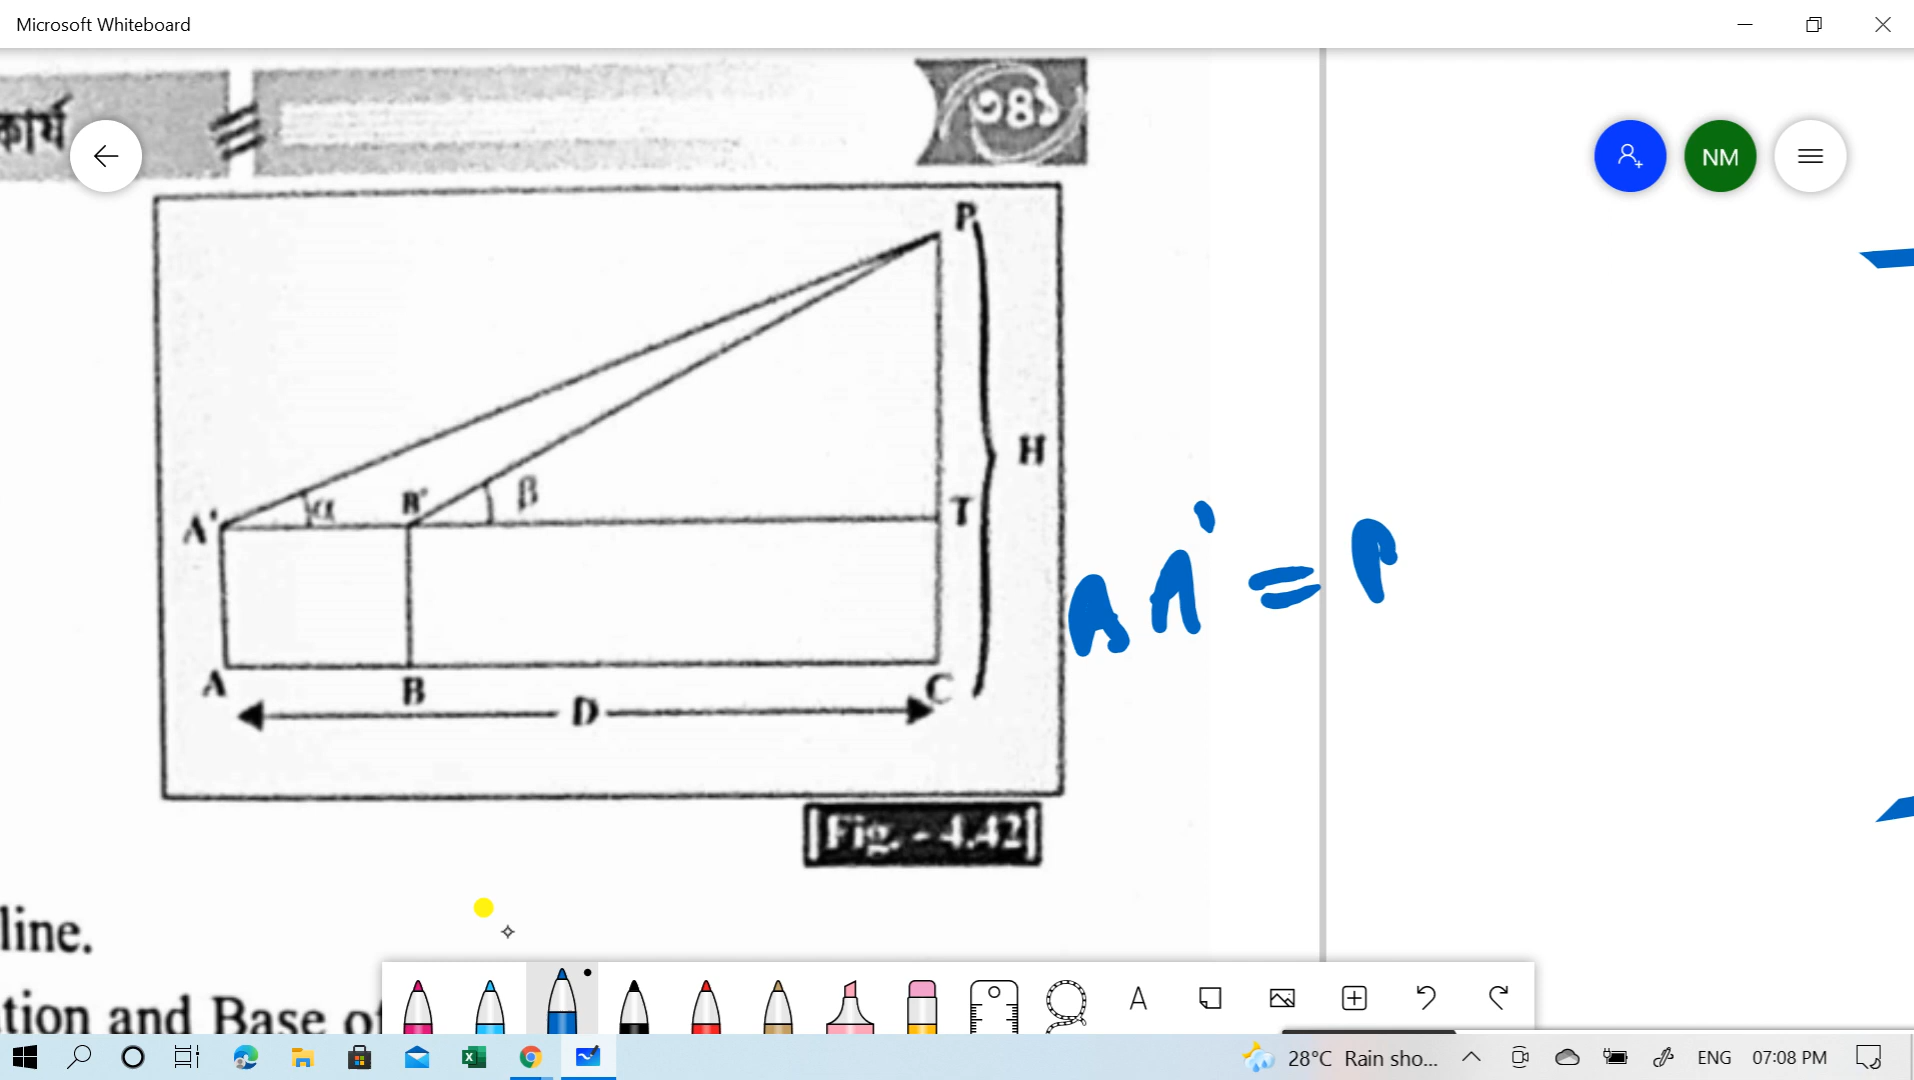 Microsoft Whiteboard
কার্য
৩৪১
NM
P
H
A' α B' β T
AA' = P
A B C
D
[Fig. - 4.42]
line.
tion and Base of
A
28°C Rain sho... ENG 07:08 PM